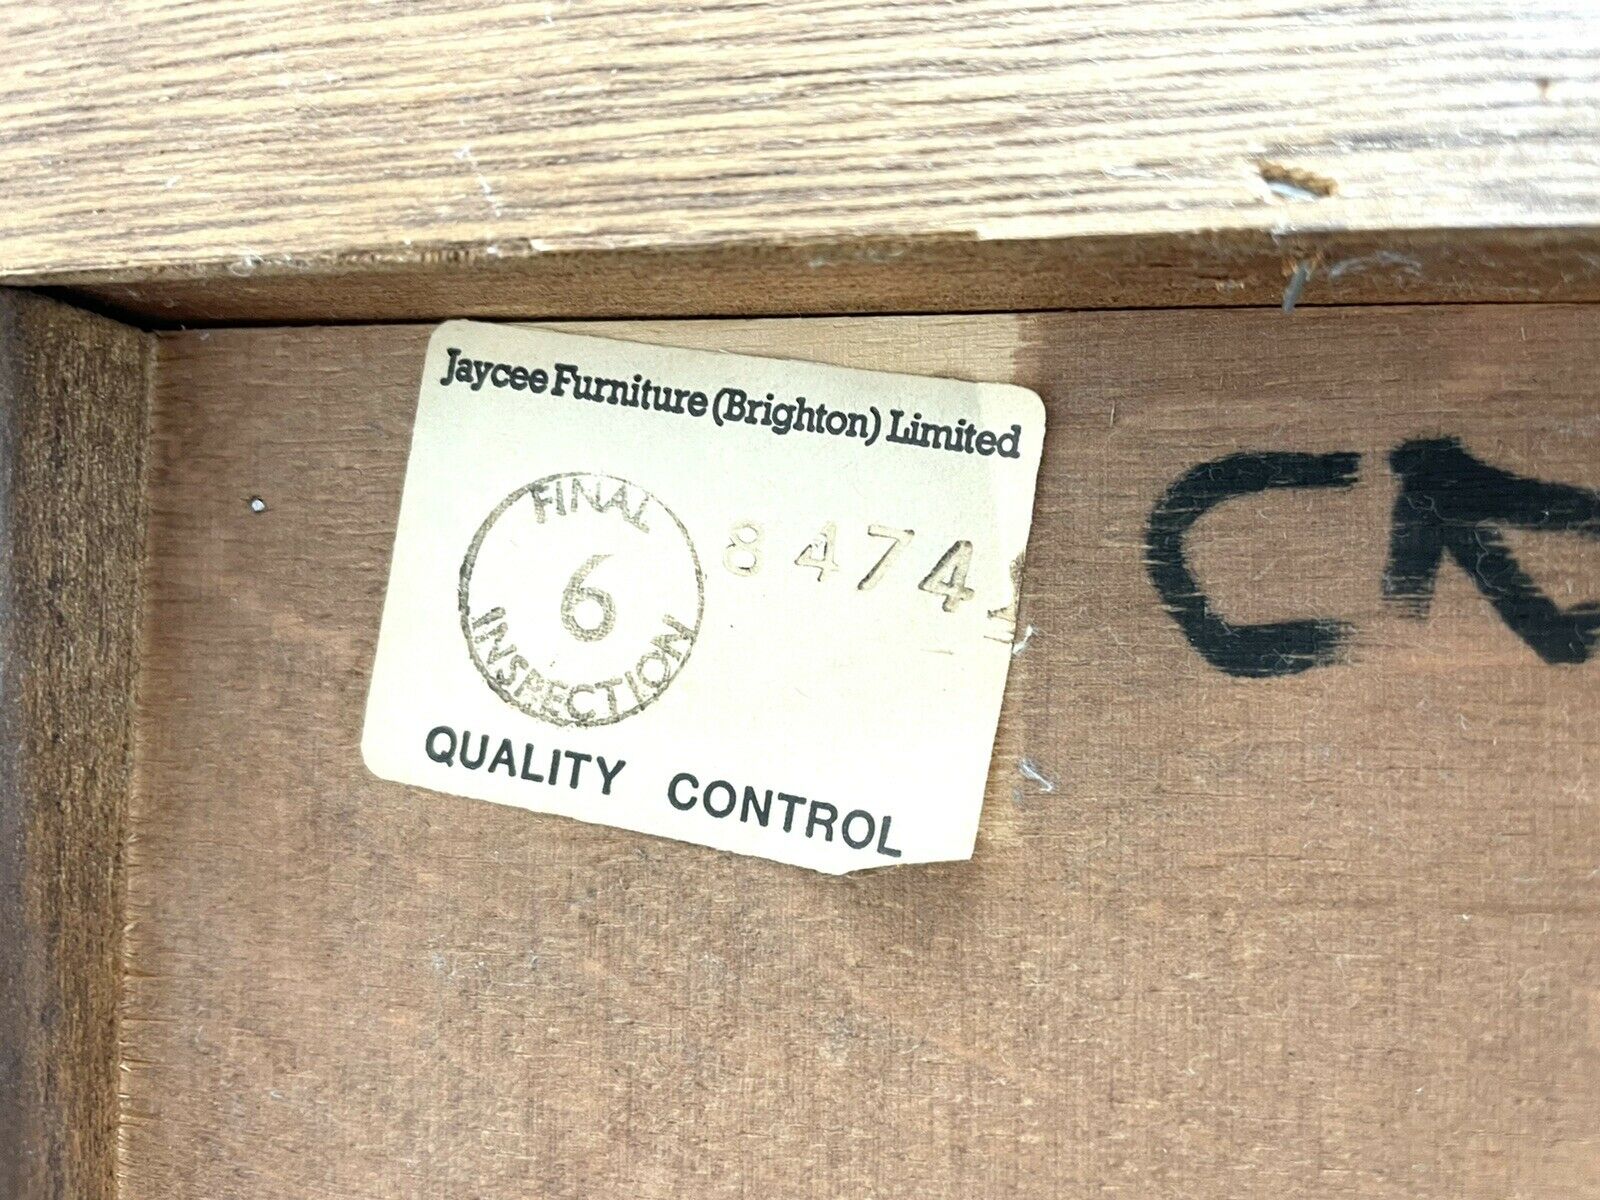 Jaycee Furniture (Brighton) Limited
FINAL
6
INSPECTION
8474
QUALITY CONTROL